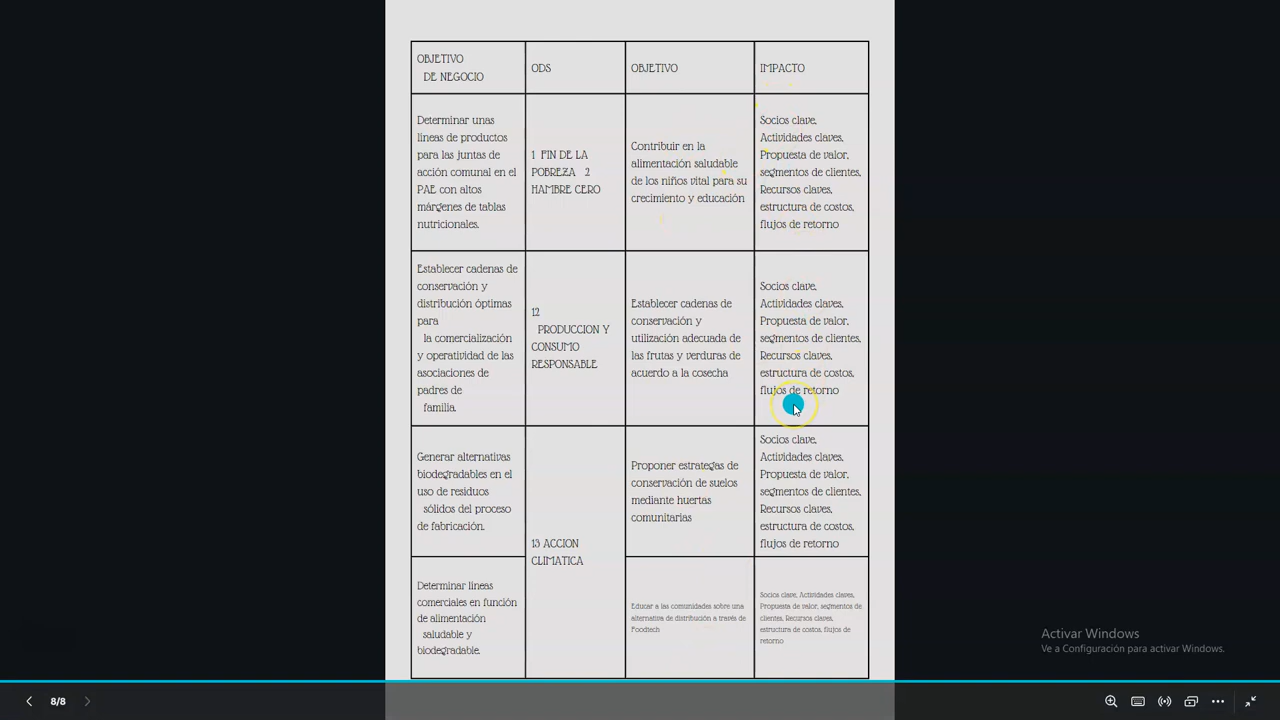 OBJETIVO
DE NEGOCIO
ODS
OBJETIVO
IMPACTO
Determinar unas
líneas de productos
para las juntas de
acción comunal en el
PAE con altos
márgenes de tablas
nutricionales.
1 FIN DE LA
POBREZA 2
HAMBRE CERO
Contribuir en la
alimentación saludable
de los niños vital para su
crecimiento y educación
Socios clave,
Actividades claves,
Propuesta de valor,
segmentos de clientes,
Recursos claves,
estructura de costos,
flujos de retorno
Establecer cadenas de
conservación y
distribución óptimas
para
la comercialización
y operatividad de las
asociaciones de
padres de
familia.
12
PRODUCCION Y
CONSUMO
RESPONSABLE
Establecer cadenas de
conservación y
utilización adecuada de
las frutas y verduras de
acuerdo a la cosecha
Socios clave,
Actividades claves,
Propuesta de valor,
segmentos de clientes,
Recursos claves,
estructura de costos,
flujos de retorno
Generar alternativas
biodegradables en el
uso de residuos
sólidos del proceso
de fabricación.
13 ACCION
CLIMATICA
Proponer estrategas de
conservación de suelos
mediante huertas
comunitarias
Socios clave,
Actividades claves,
Propuesta de valor,
segmentos de clientes,
Recursos claves,
estructura de costos,
flujos de retorno
Determinar líneas
comerciales en función
de alimentación
saludable y
biodegradable.
Educar a las comunidades sobre una
alternativa de distribución a través de
Foodtech
Socios clave, Actividades claves,
Propuesta de valor, segmentos de
clientes, Recursos claves,
estructura de costos, flujos de
retorno
Activar Windows
Ve a Configuración para activar Windows.
8/8